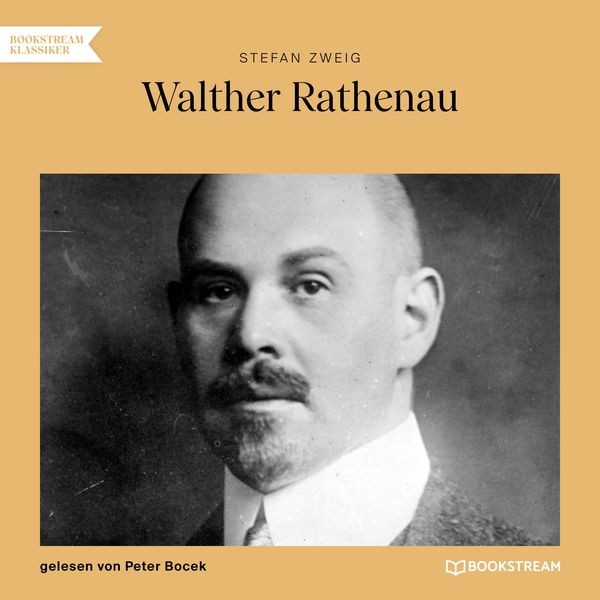 BOOKSTREAM
KLASSIKER
STEFAN ZWEIG
Walther Rathenau
gelesen von Peter Bocek
BOOKSTREAM